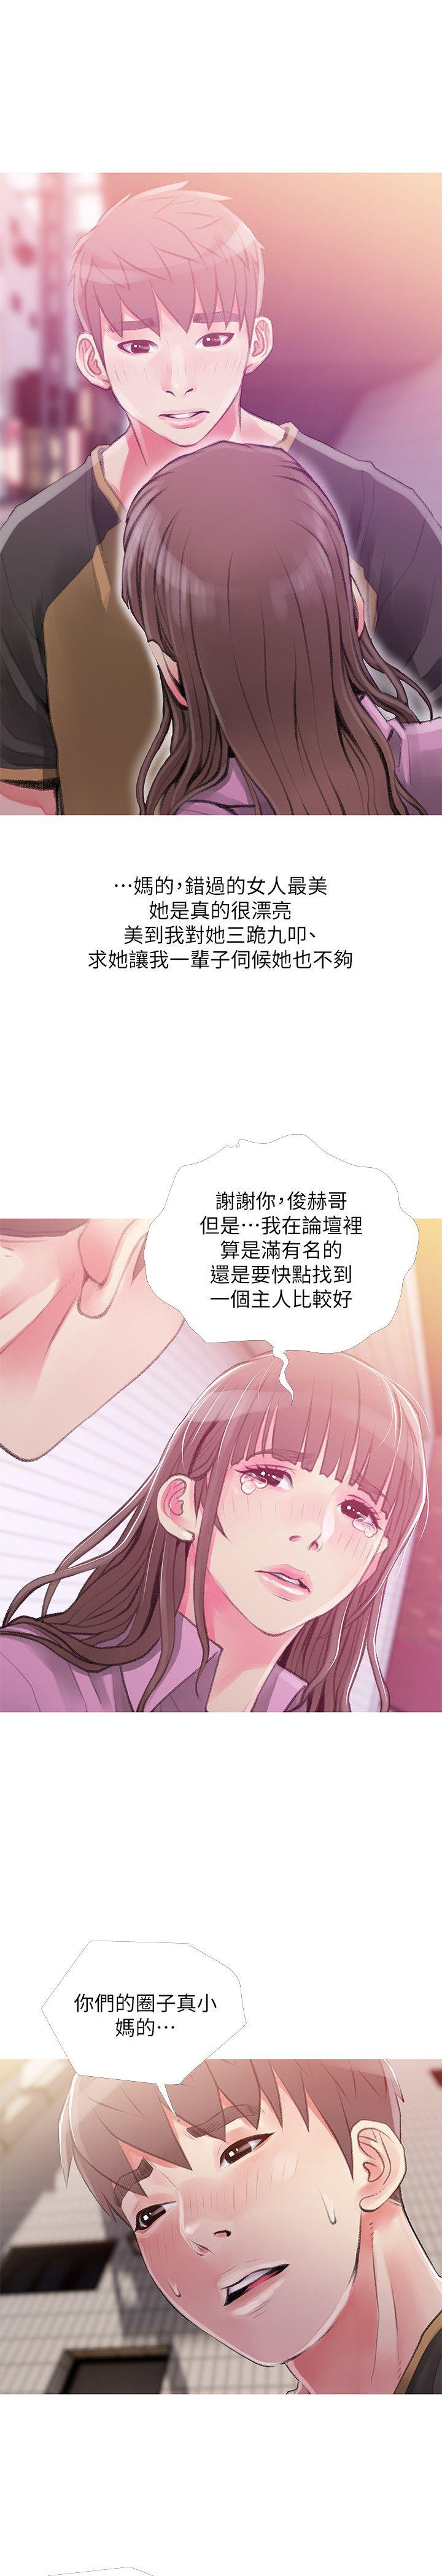 …媽的，錯過的女人最美
她是真的很漂亮
美到我對她三跪九叩、
求她讓我一輩子伺候她也不夠
謝謝你，俊赫哥
但是…我在論壇裡
算是滿有名的
還是要快點找到
一個主人比較好
你們的圈子真小
媽的…